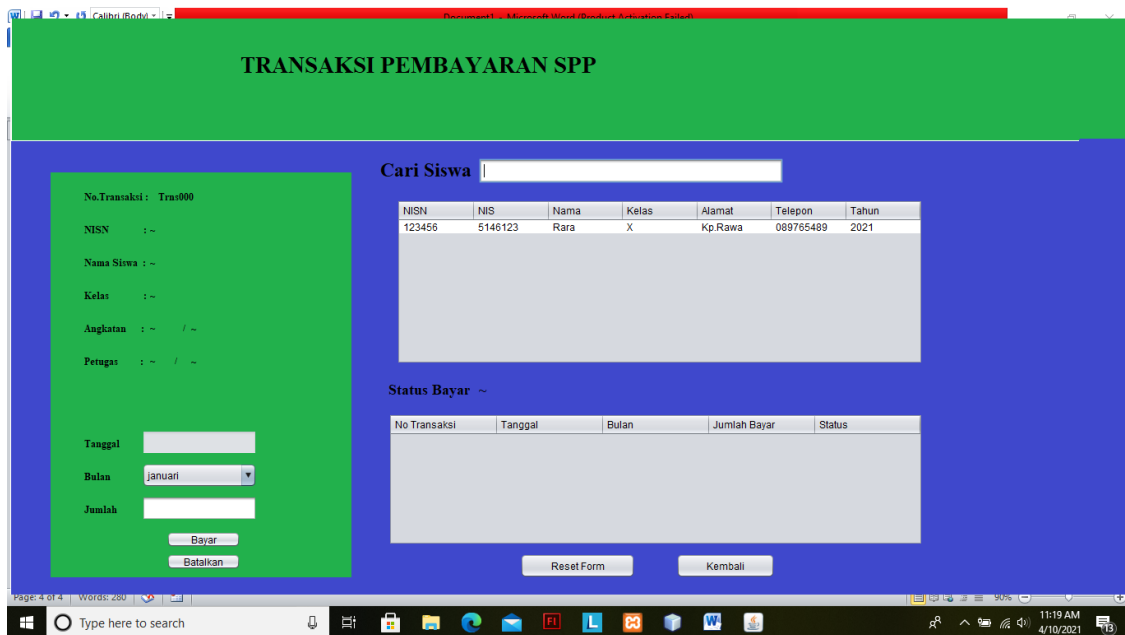 Calibri (Body)
Document1 - Microsoft Word (Product Activation Failed)
TRANSAKSI PEMBAYARAN SPP
Cari Siswa
No.Transaksi : Trns000
NISN : ~
Nama Siswa : ~
Kelas : ~
Angkatan : ~ / ~
Petugas : ~ / ~
Tanggal
Bulan januari
Jumlah
Bayar
Batalkan
NISN NIS Nama Kelas Alamat Telepon Tahun
123456 5146123 Rara X Kp.Rawa 089765489 2021
Status Bayar ~
No Transaksi Tanggal Bulan Jumlah Bayar Status
Reset Form Kembali
Page: 4 of 4 Words: 280 90%
Type here to search
11:19 AM
4/10/2021